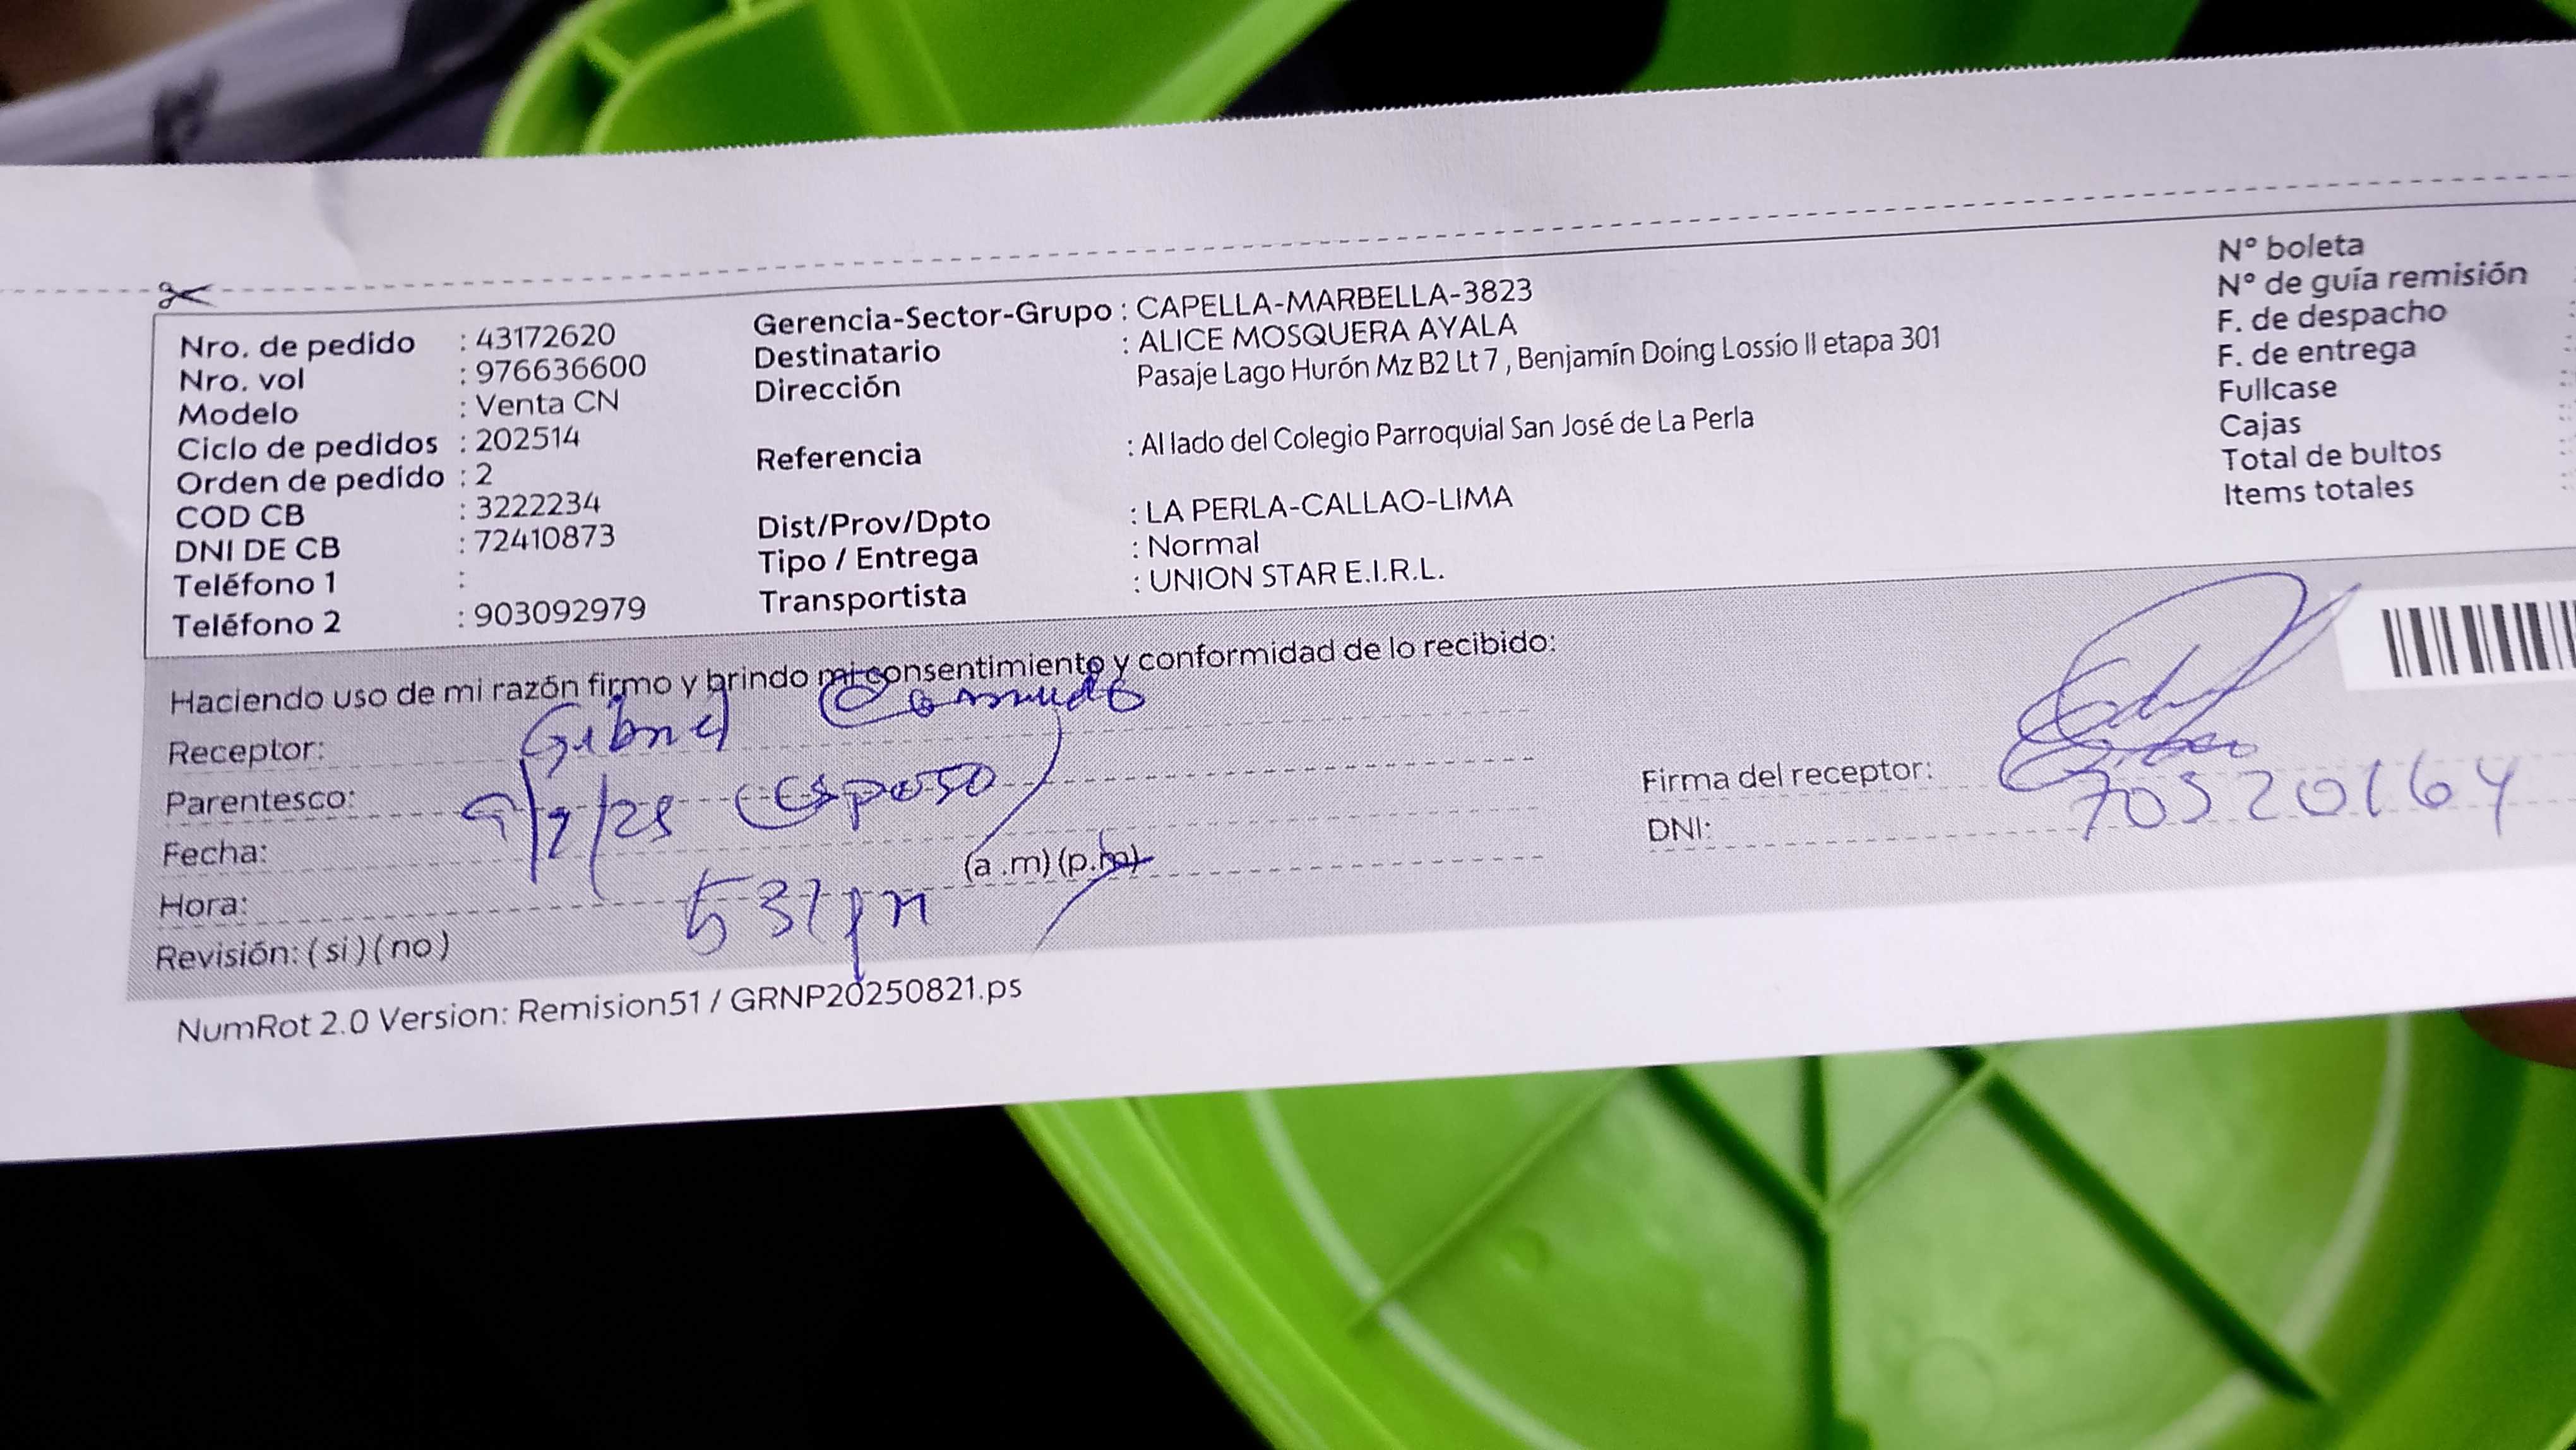 Nro. de pedido : 43172620
Nro. vol : 976636600
Modelo : Venta CN
Ciclo de pedidos : 202514
Orden de pedido : 2
COD CB : 3222234
DNI DE CB : 72410873
Teléfono 1 :
Teléfono 2 : 903092979
Gerencia-Sector-Grupo : CAPELLA-MARBELLA-3823
Destinatario : ALICE MOSQUERA AYALA
Dirección Pasaje Lago Hurón Mz B2 Lt 7 , Benjamín Doing Lossio II etapa 301
Referencia : Al lado del Colegio Parroquial San José de La Perla
Dist/Prov/Dpto : LA PERLA-CALLAO-LIMA
Tipo / Entrega : Normal
Transportista : UNION STAR E.I.R.L.
N° boleta
N° de guía remisión
F. de despacho
F. de entrega
Fullcase
Cajas
Total de bultos
Items totales
Haciendo uso de mi razón firmo y brindo mi consentimiento y conformidad de lo recibido:
Receptor:
Parentesco: Esposo
Fecha:
Hora: 531pm (a .m) (p.m)
Revisión: ( si ) ( no )
Firma del receptor:
DNI: 70520164
NumRot 2.0 Version: Remision51 / GRNP20250821.ps